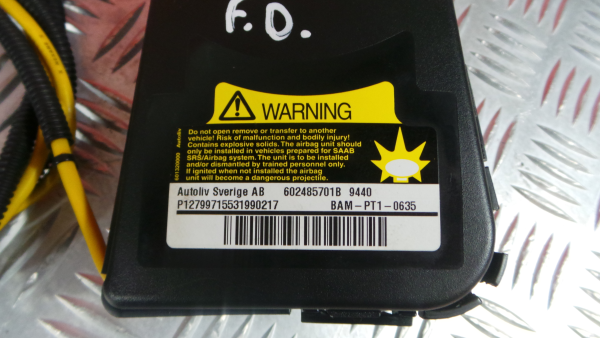 F.D.
WARNING
Do not open remove or transfer to another
vehicle! Risk of malfunction and bodily injury!
Contains explosive solids. The airbag unit should
only be installed in vehicles prepared for SAAB
SRS/Airbag system. The unit is to be installed
and/or dismantled by trained personnel only.
If ignited when not installed the airbag
unit will become a dangerous projectile.
Autoliv Sverige AB 602485701B 9440
P12799715531990217 BAM-PT1-0635